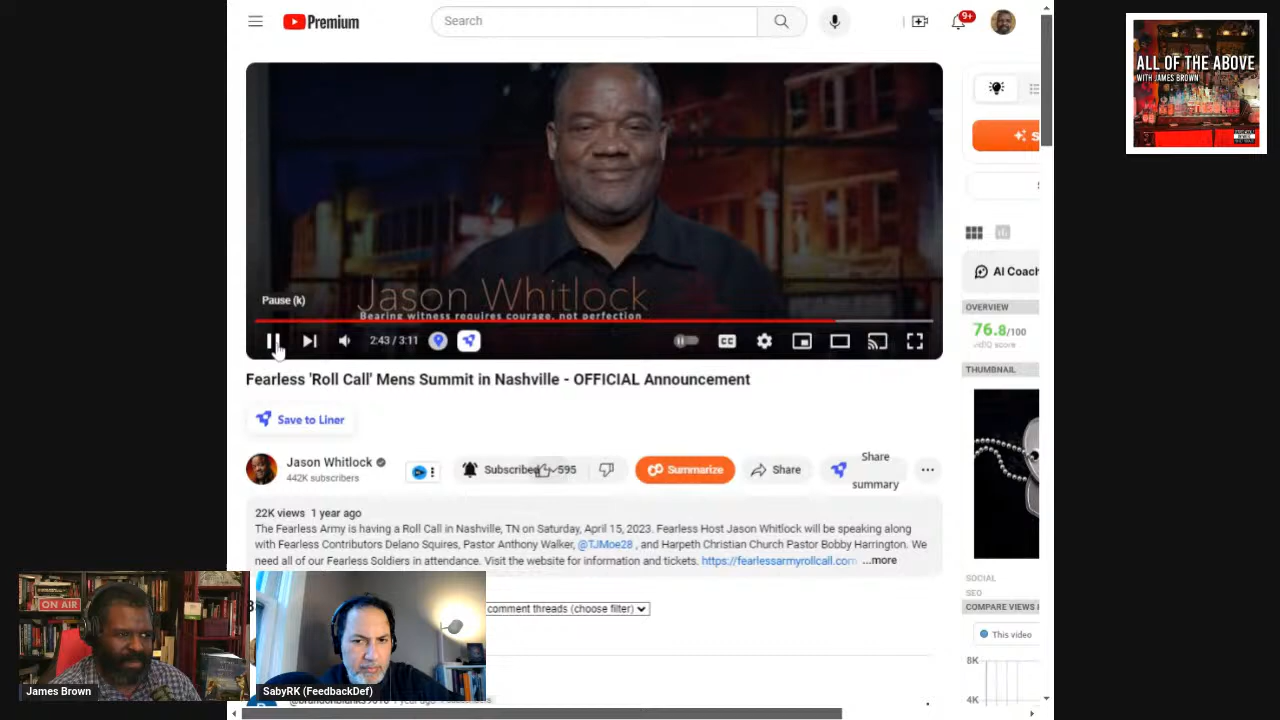 Premium
Search
9+
ALL OF THE ABOVE
WITH JAMES BROWN
Pause (k)
Jason Whitlock
Bearing witness requires courage, not perfection
2:43 / 3:11
CC
Fearless 'Roll Call' Mens Summit in Nashville - OFFICIAL Announcement
Save to Liner
Jason Whitlock
442K subscribers
Subscribed
595
Summarize
Share
Share
summary
22K views 1 year ago
The Fearless Army is having a Roll Call in Nashville, TN on Saturday, April 15, 2023. Fearless Host Jason Whitlock will be speaking along
with Fearless Contributors Delano Squires, Pastor Anthony Walker, @TJMoe28 , and Harpeth Christian Church Pastor Bobby Harrington. We
need all of our Fearless Soldiers in attendance. Visit the website for information and tickets. https://fearlessarmyrollcall.com ...more
comment threads (choose filter)
AI Coach
OVERVIEW
76.8/100
vidIQ score
THUMBNAIL
SOCIAL
SEO
COMPARE VIEWS
This video
8K
4K
ON AIR
James Brown
SabyRK (FeedbackDef)